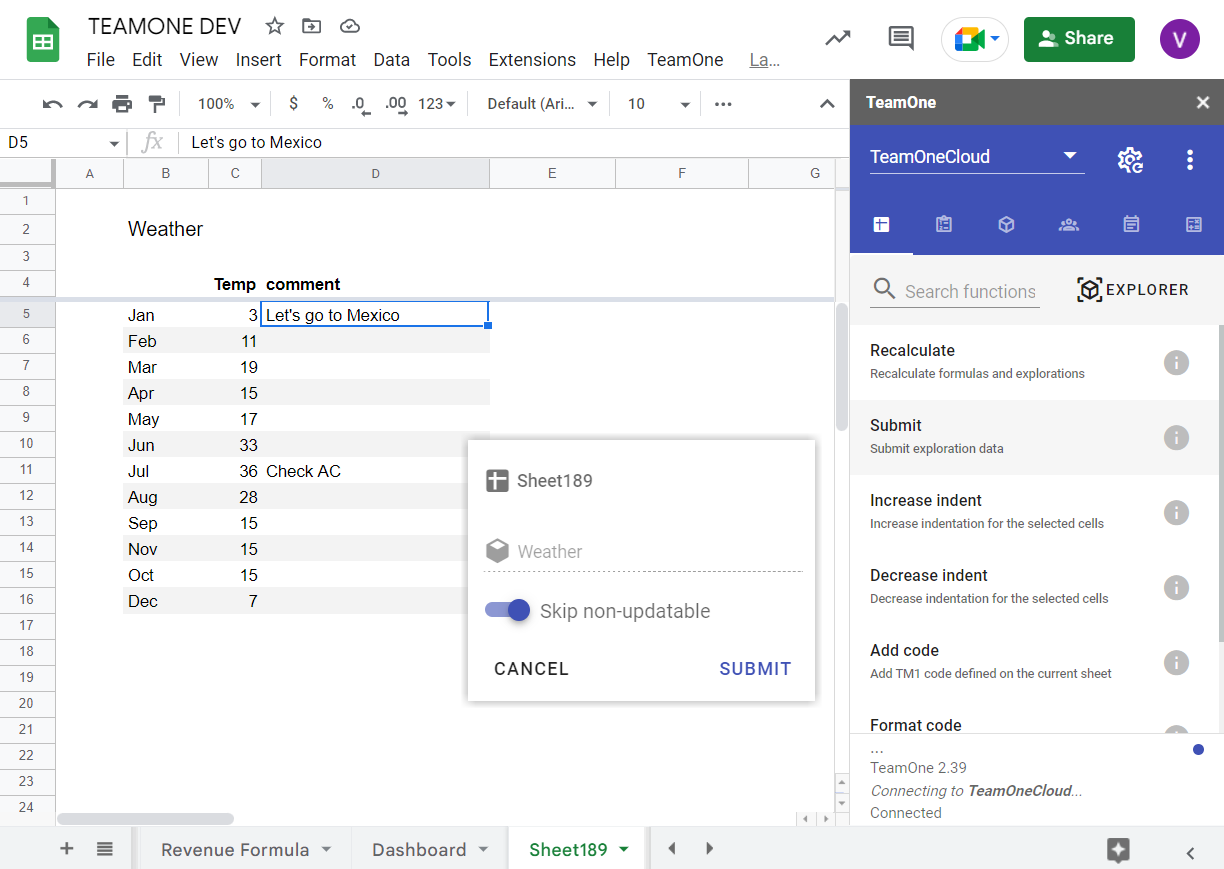 TEAMONE DEV
File Edit View Insert Format Data Tools Extensions Help TeamOne La...
Share
V
100% $ % .0 .00 123 Default (Ari... 10 ...
D5 fx Let's go to Mexico
A B C D E F G
1
2 Weather
3
4 Temp comment
5 Jan 3 Let's go to Mexico
6 Feb 11
7 Mar 19
8 Apr 15
9 May 17
10 Jun 33
11 Jul 36 Check AC
12 Aug 28
13 Sep 15
14 Nov 15
15 Oct 15
16 Dec 7
17
18
19
20
21
22
23
24
Sheet189
Weather
Skip non-updatable
CANCEL SUBMIT
TeamOne
TeamOneCloud
Search functions EXPLORER
Recalculate
Recalculate formulas and explorations
Submit
Submit exploration data
Increase indent
Increase indentation for the selected cells
Decrease indent
Decrease indentation for the selected cells
Add code
Add TM1 code defined on the current sheet
Format code
...
TeamOne 2.39
Connecting to TeamOneCloud...
Connected
Revenue Formula Dashboard Sheet189